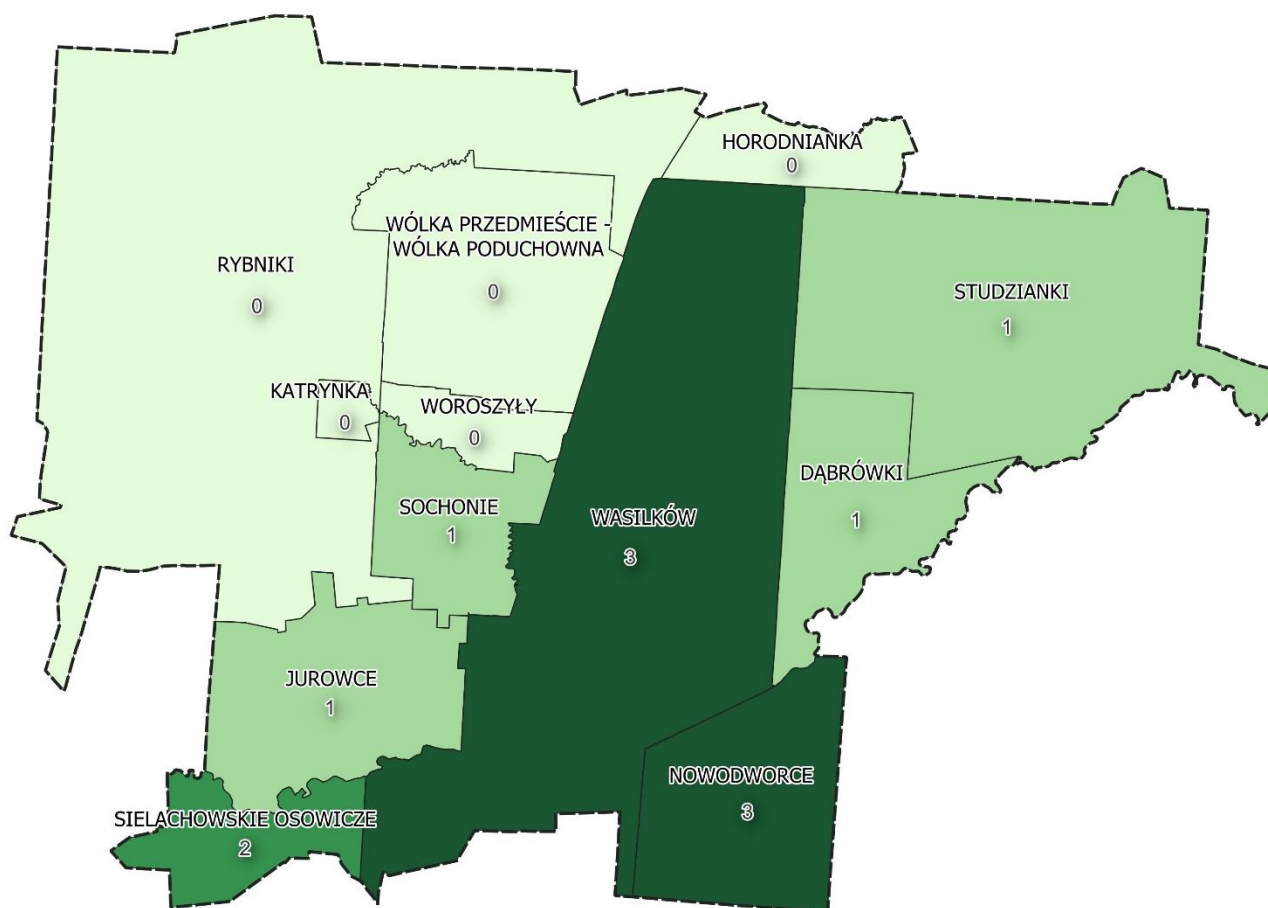 HORODNIANKA
0
WÓLKA PRZEDMIEŚCIE -
WÓLKA PODUCHOWNA
0
RYBNIKI
0
STUDZIANKI
1
KATRYNKA
0
WOROSZYŁY
0
DĄBRÓWKI
1
SOCHONIE
1
WASILKÓW
3
JUROWCE
1
NOWODWORCE
3
SIELACHOWSKIE OSOWICZE
2